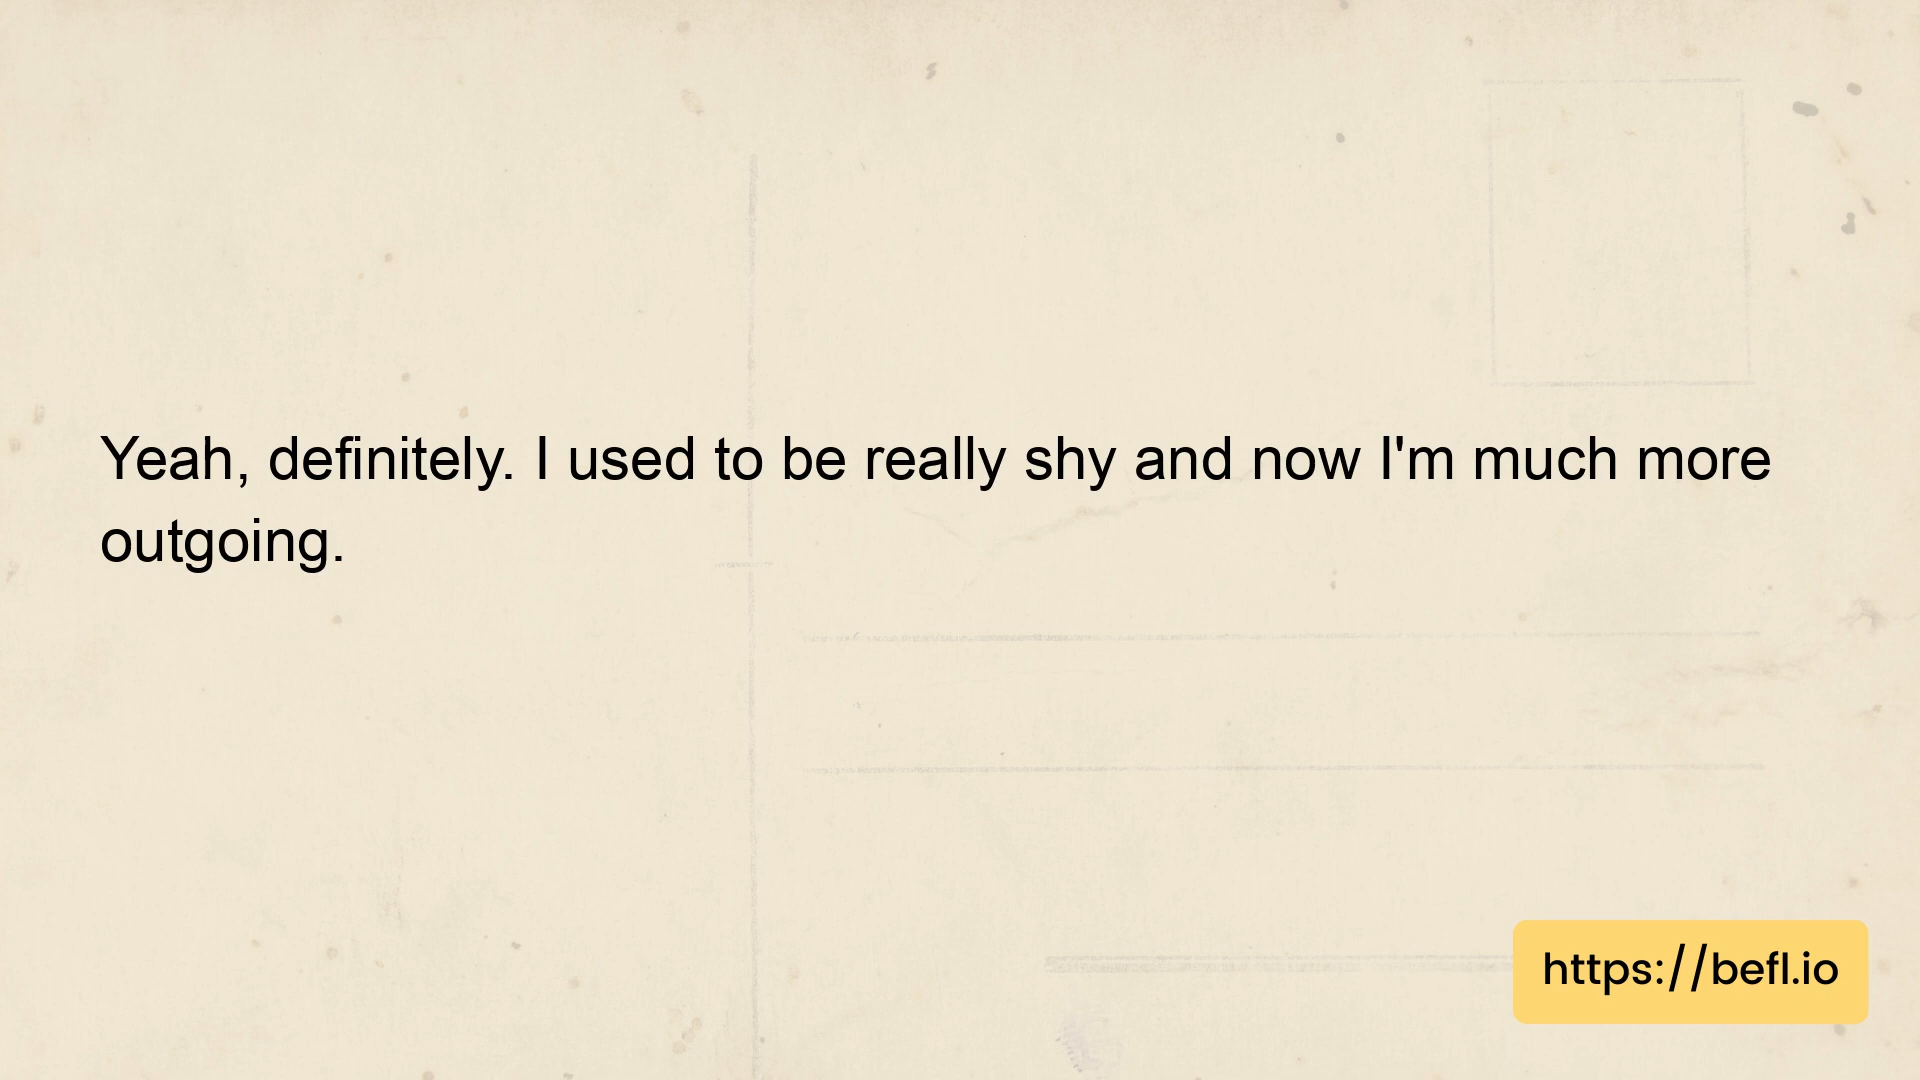 Yeah, definitely. I used to be really shy and now I'm much more
outgoing.
https://befl.io